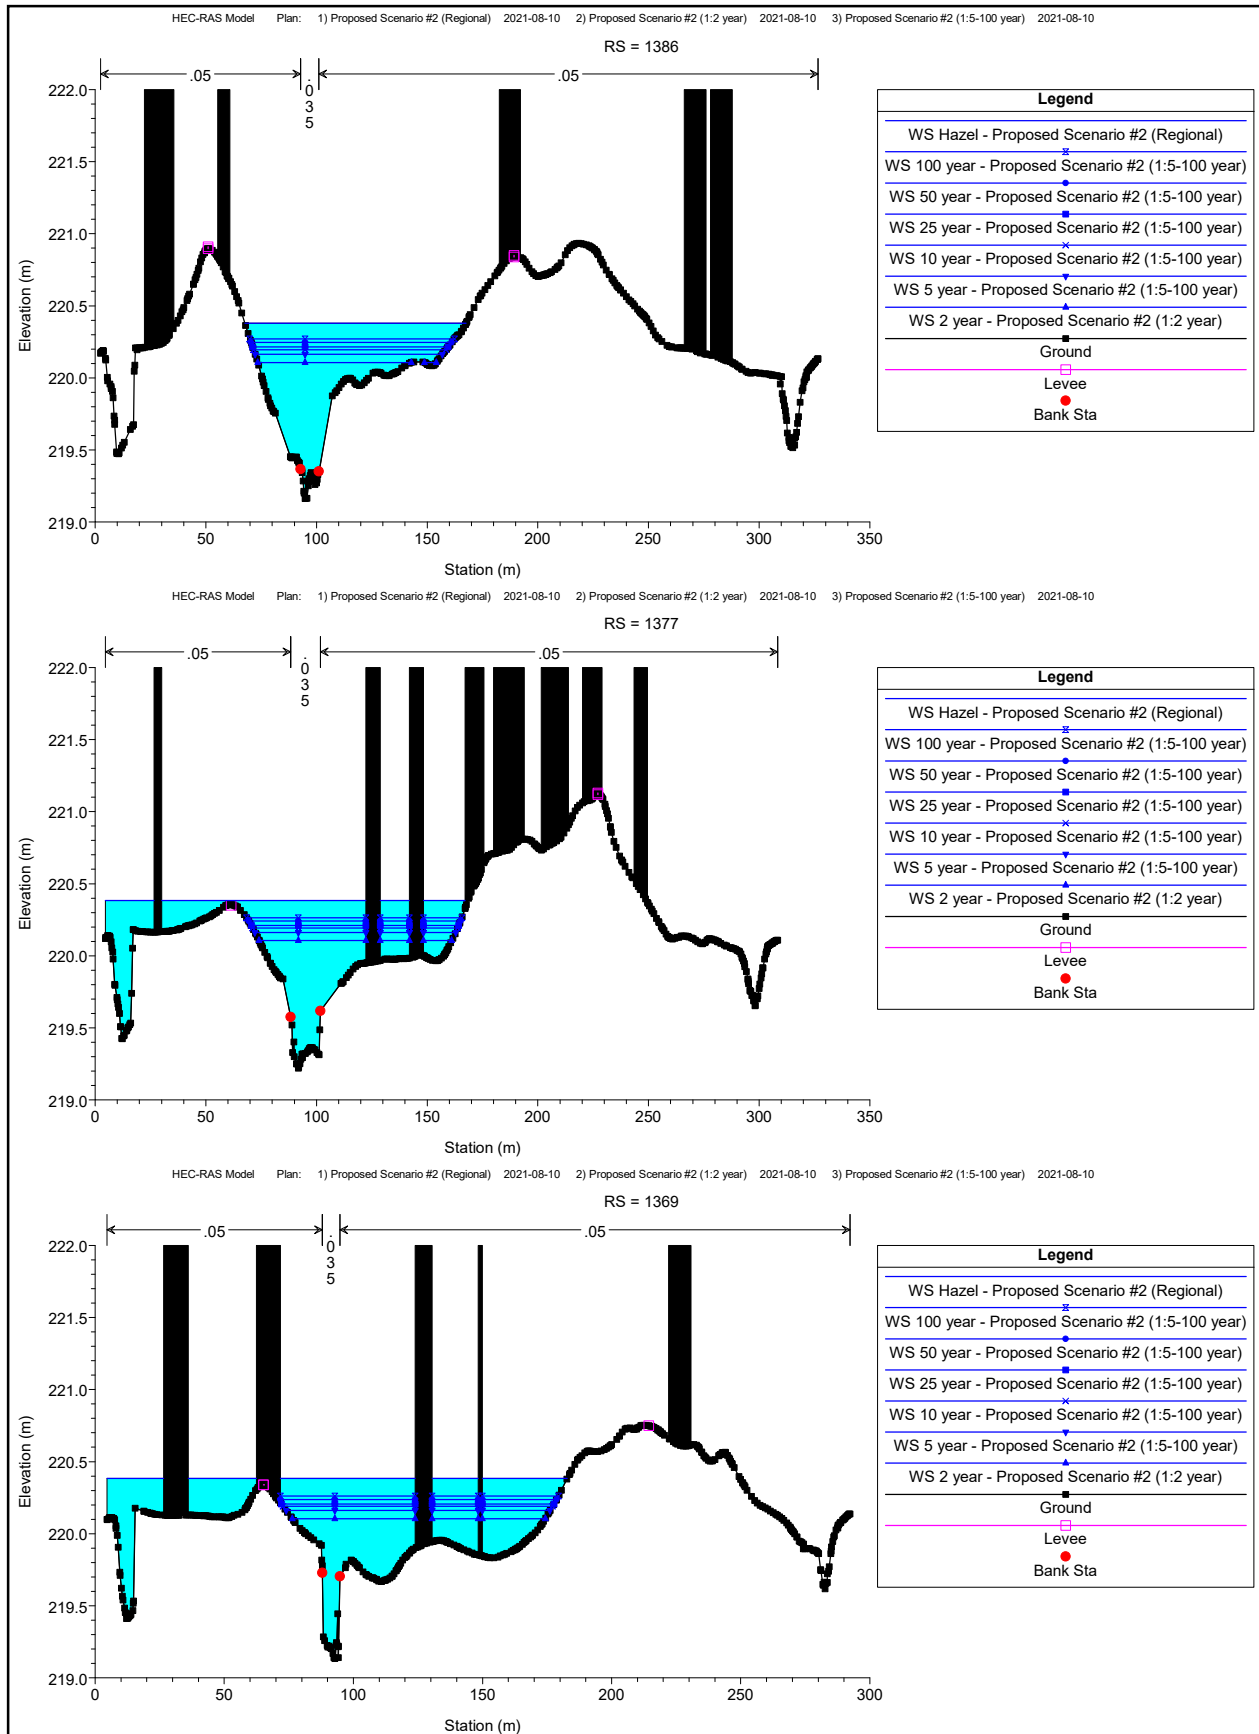 HEC-RAS Model Plan: 1) Proposed Scenario #2 (Regional) 2021-08-10 2) Proposed Scenario #2 (1:2 year) 2021-08-10 3) Proposed Scenario #2 (1:5-100 year) 2021-08-10
RS = 1386
.05
.035
.05
222.0
221.5
221.0
220.5
220.0
219.5
219.0
Elevation (m)
0 50 100 150 200 250 300 350
Station (m)
Legend
WS Hazel - Proposed Scenario #2 (Regional)
WS 100 year - Proposed Scenario #2 (1:5-100 year)
WS 50 year - Proposed Scenario #2 (1:5-100 year)
WS 25 year - Proposed Scenario #2 (1:5-100 year)
WS 10 year - Proposed Scenario #2 (1:5-100 year)
WS 5 year - Proposed Scenario #2 (1:5-100 year)
WS 2 year - Proposed Scenario #2 (1:2 year)
Ground
Levee
Bank Sta
HEC-RAS Model Plan: 1) Proposed Scenario #2 (Regional) 2021-08-10 2) Proposed Scenario #2 (1:2 year) 2021-08-10 3) Proposed Scenario #2 (1:5-100 year) 2021-08-10
RS = 1377
.05
.035
.05
222.0
221.5
221.0
220.5
220.0
219.5
219.0
Elevation (m)
0 50 100 150 200 250 300 350
Station (m)
Legend
WS Hazel - Proposed Scenario #2 (Regional)
WS 100 year - Proposed Scenario #2 (1:5-100 year)
WS 50 year - Proposed Scenario #2 (1:5-100 year)
WS 25 year - Proposed Scenario #2 (1:5-100 year)
WS 10 year - Proposed Scenario #2 (1:5-100 year)
WS 5 year - Proposed Scenario #2 (1:5-100 year)
WS 2 year - Proposed Scenario #2 (1:2 year)
Ground
Levee
Bank Sta
HEC-RAS Model Plan: 1) Proposed Scenario #2 (Regional) 2021-08-10 2) Proposed Scenario #2 (1:2 year) 2021-08-10 3) Proposed Scenario #2 (1:5-100 year) 2021-08-10
RS = 1369
.05
.035
.05
222.0
221.5
221.0
220.5
220.0
219.5
219.0
Elevation (m)
0 50 100 150 200 250 300
Station (m)
Legend
WS Hazel - Proposed Scenario #2 (Regional)
WS 100 year - Proposed Scenario #2 (1:5-100 year)
WS 50 year - Proposed Scenario #2 (1:5-100 year)
WS 25 year - Proposed Scenario #2 (1:5-100 year)
WS 10 year - Proposed Scenario #2 (1:5-100 year)
WS 5 year - Proposed Scenario #2 (1:5-100 year)
WS 2 year - Proposed Scenario #2 (1:2 year)
Ground
Levee
Bank Sta